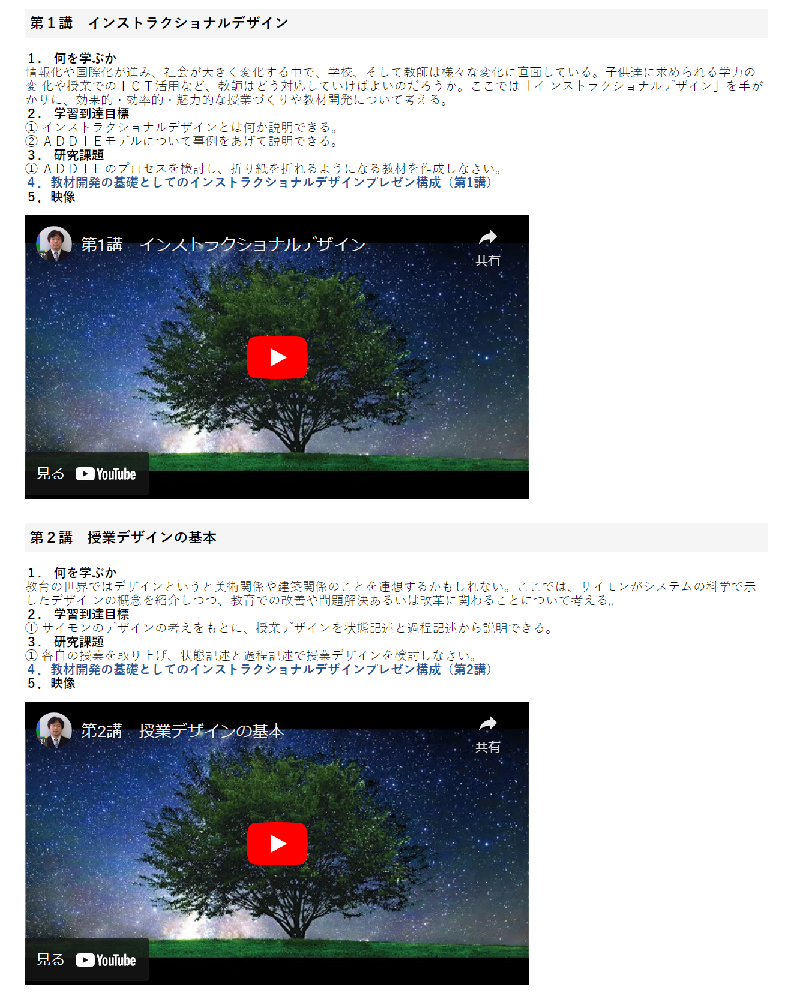 第１講　インストラクショナルデザイン
１．　何を学ぶか
情報化や国際化が進み、社会が大きく変化する中で、学校、そして教師は様々な変化に直面している。子供達に求められる学力の
変 化や授業でのＩＣＴ活用など、教師はどう対応していけばよいのだろうか。ここでは「イ ンストラクショナルデザイン」を手が
かりに、効果的・効率的・魅力的な授業づくりや教材開発について考える。
２．　学習到達目標
① インストラクショナルデザインとは何か説明できる。
② ＡＤＤＩＥモデルについて事例をあげて説明できる。
３．　研究課題
① ＡＤＤＩＥのプロセスを検討し、折り紙を折れるようになる教材を作成しなさい。
４．教材開発の基礎としてのインストラクショナルデザインプレゼン構成（第1講）
５．映像
第1講　インストラクショナルデザイン
共有
見る YouTube
第２講　授業デザインの基本
１．　何を学ぶか
教育の世界ではデザインというと美術関係や建築関係のことを連想するかもしれない。ここでは、サイモンがシステムの科学で示
したデザイ ンの概念を紹介しつつ、教育での改善や問題解決あるいは改革に関わることについて考える。
２．　学習到達目標
① サイモンのデザインの考えをもとに、授業デザインを状態記述と過程記述から説明できる。
３．　研究課題
① 各自の授業を取り上げ、状態記述と過程記述で授業デザインを検討しなさい。
４．教材開発の基礎としてのインストラクショナルデザインプレゼン構成（第2講）
５．映像
第2講　授業デザインの基本
共有
見る YouTube